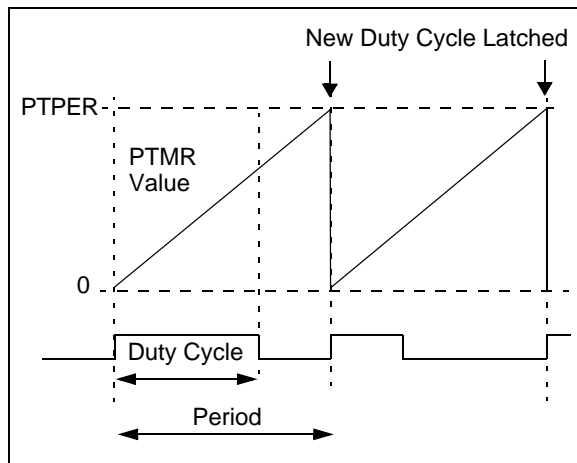 New Duty Cycle Latched
PTPER
PTMR
Value
0
Duty Cycle
Period